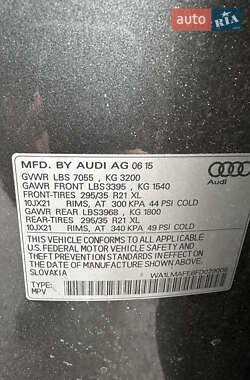 AUTO.RIA
MFD. BY AUDI AG 06 15
GVWR LBS 7055 , KG 3200
GAWR FRONT LBS3395 , KG 1540
FRONT-TIRES 295/35 R21 XL
10JX21 RIMS, AT 300 KPA 44 PSI COLD
GAWR REAR LBS3968 , KG 1800
REAR-TIRES 295/35 R21 XL
10JX21 RIMS, AT 340 KPA 49 PSI COLD
THIS VEHICLE CONFORMS TO ALL APPLICABLE
U.S. FEDERAL MOTOR VEHICLE SAFETY AND
THEFT PREVENTION STANDARDS IN EFFECT
ON THE DATE OF MANUFACTURE SHOWN ABOVE
SLOVAKIA
TYPE:
MPV
Audi